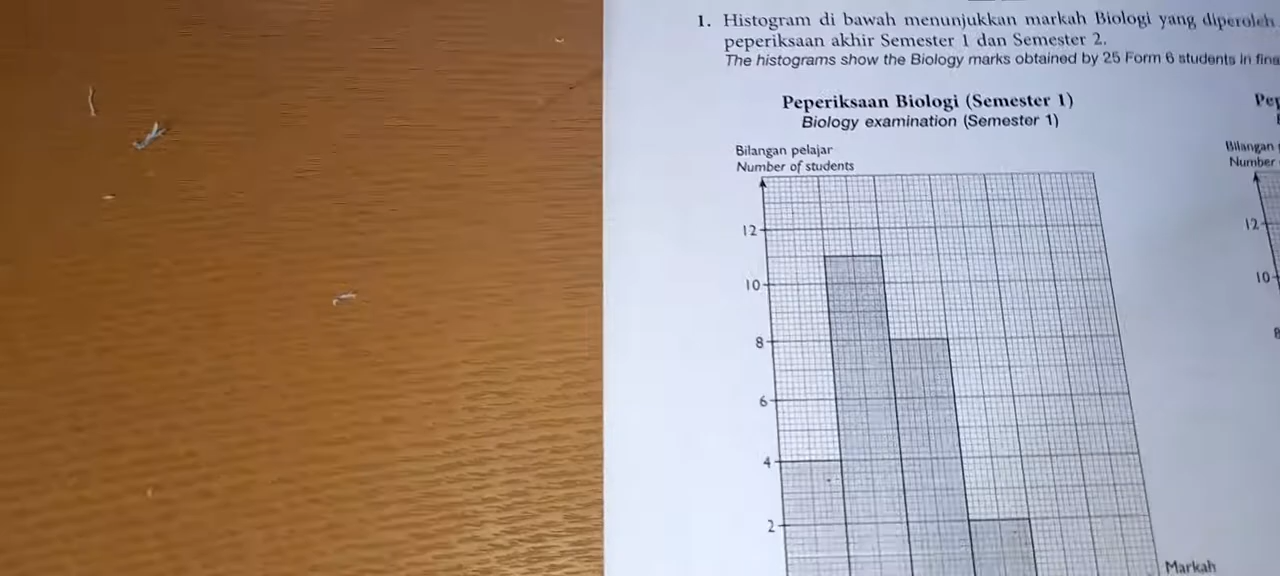 1. Histogram di bawah menunjukkan markah Biologi yang diperoleh
peperiksaan akhir Semester 1 dan Semester 2.
The histograms show the Biology marks obtained by 25 Form 6 students in fina
Peperiksaan Biologi (Semester 1)
Biology examination (Semester 1)
Bilangan pelajar
Number of students
12
10
8
6
4
2
Markah
Pep
Bilangan
Number
12
10
8